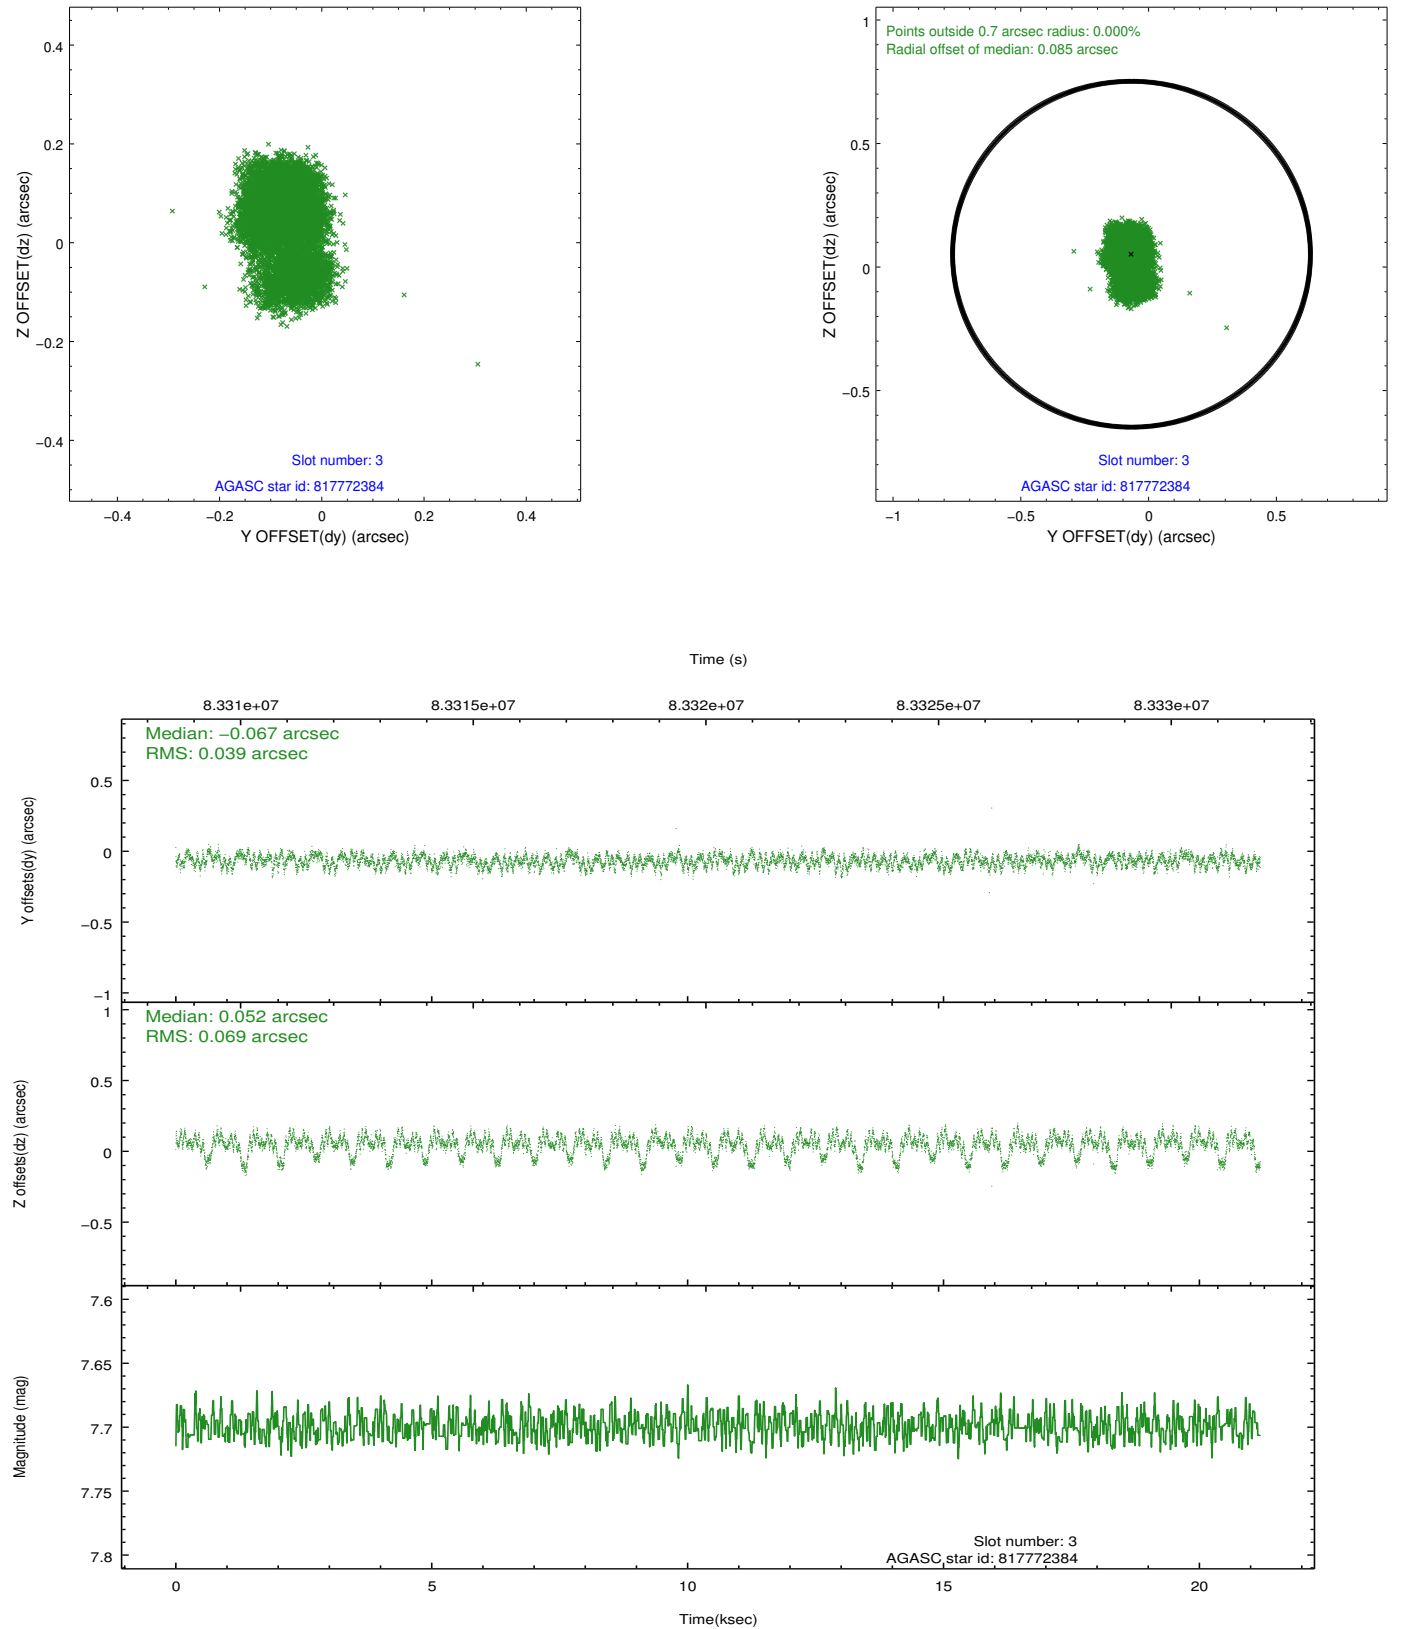 0.4
0.2
0
−0.2
−0.4
Z OFFSET(dz) (arcsec)
Slot number: 3
AGASC star id: 817772384
−0.4 −0.2 0 0.2 0.4
Y OFFSET(dy) (arcsec)
Points outside 0.7 arcsec radius: 0.000%
Radial offset of median: 0.085 arcsec
1
0.5
0
−0.5
Z OFFSET(dz) (arcsec)
Slot number: 3
AGASC star id: 817772384
−1 −0.5 0 0.5
Y OFFSET(dy) (arcsec)
Time (s)
8.331e+07 8.3315e+07 8.332e+07 8.3325e+07 8.333e+07
Median: −0.067 arcsec
RMS: 0.039 arcsec
0.5
0
−0.5
−1
Y offsets(dy) (arcsec)
Median: 0.052 arcsec
RMS: 0.069 arcsec
1
0.5
0
−0.5
Z offsets(dz) (arcsec)
7.6
7.65
7.7
7.75
7.8
Magnitude (mag)
Slot number: 3
AGASC star id: 817772384
0 5 10 15 20
Time(ksec)